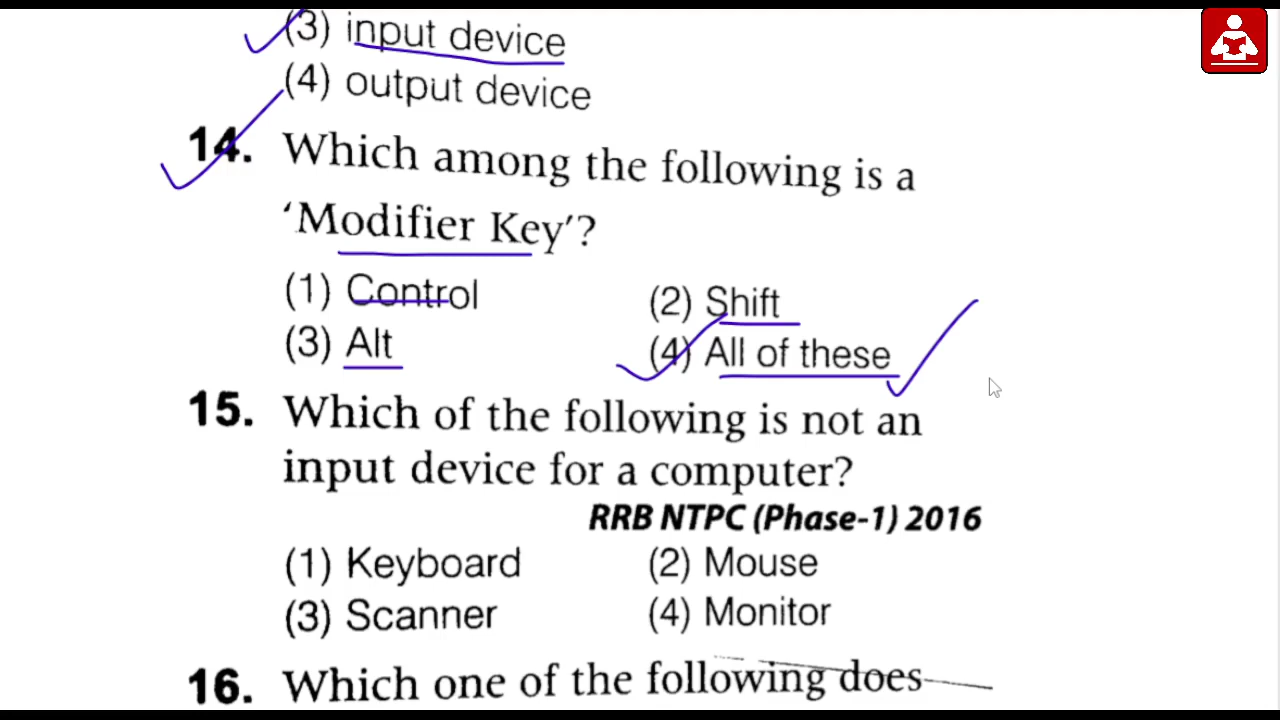 (3) input device
(4) output device
14. Which among the following is a
'Modifier Key'?
(1) Control (2) Shift
(3) Alt (4) All of these
15. Which of the following is not an
input device for a computer?
RRB NTPC (Phase-1) 2016
(1) Keyboard (2) Mouse
(3) Scanner (4) Monitor
16. Which one of the following does